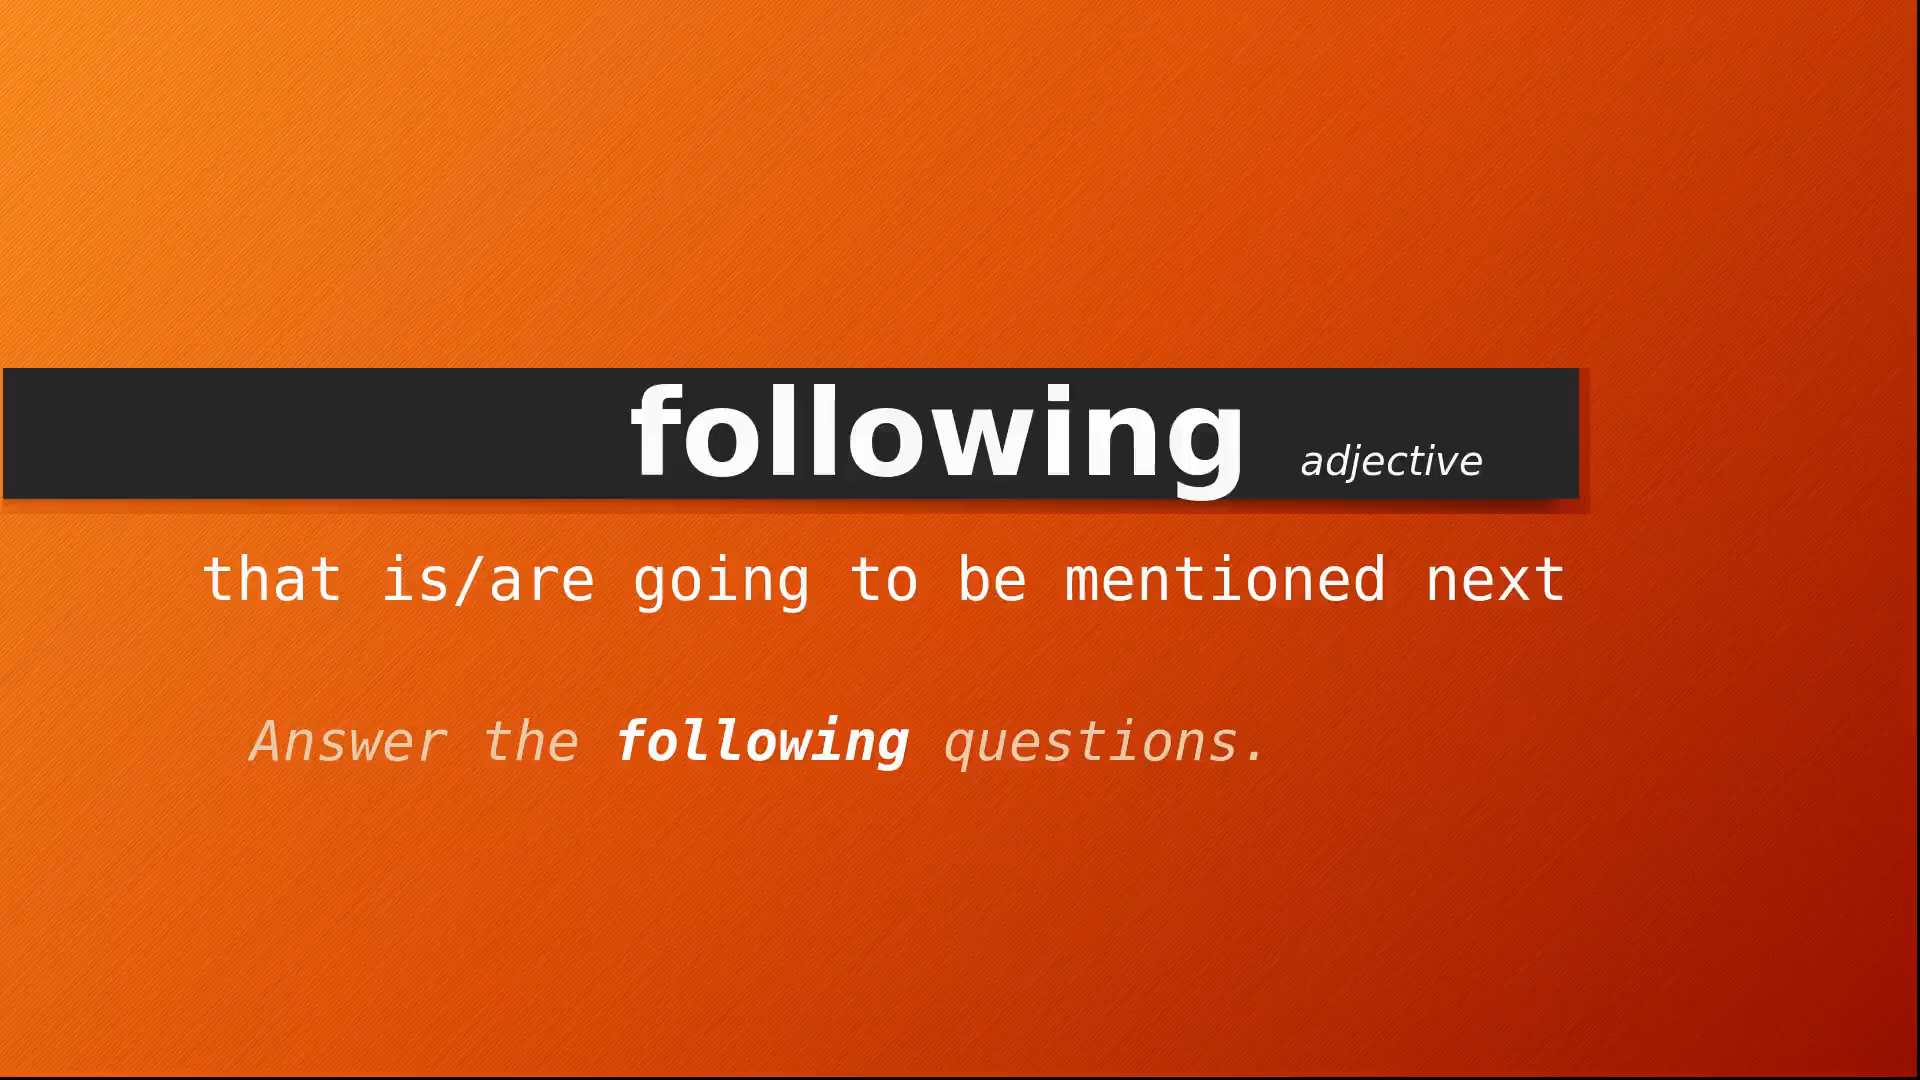 following adjective
that is/are going to be mentioned next
Answer the following questions.